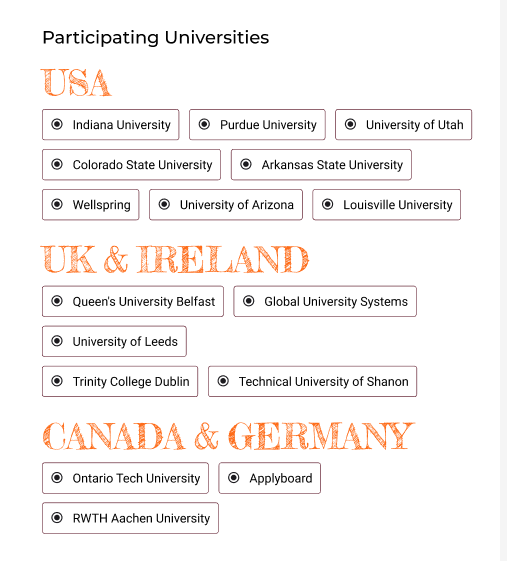 Participating Universities
USA
Indiana University Purdue University University of Utah
Colorado State University Arkansas State University
Wellspring University of Arizona Louisville University
UK & IRELAND
Queen's University Belfast Global University Systems
University of Leeds
Trinity College Dublin Technical University of Shanon
CANADA & GERMANY
Ontario Tech University Applyboard
RWTH Aachen University